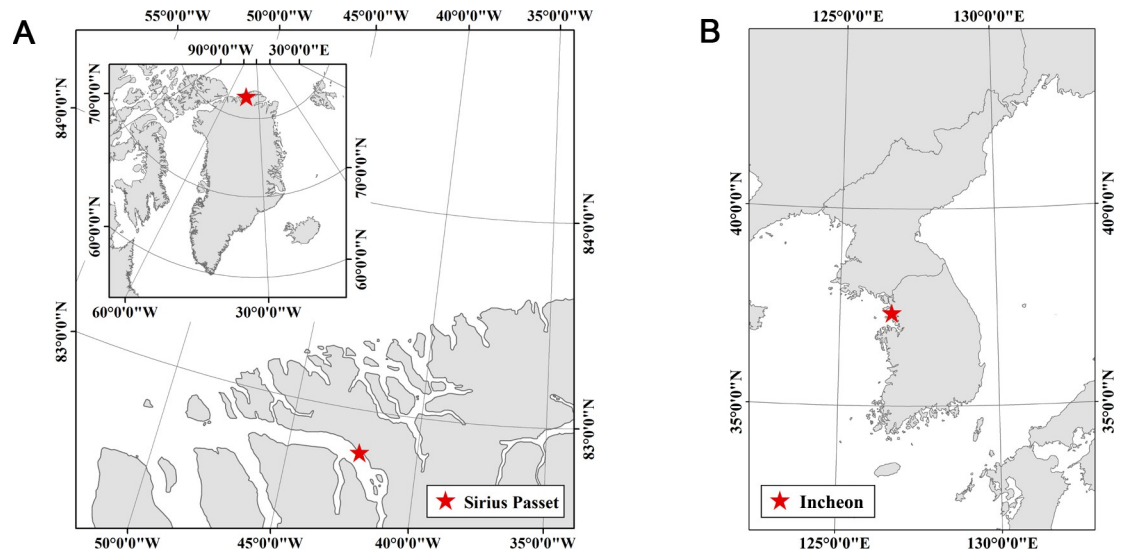 A
55°0'0"W
50°0'0"W
45°0'0"W
40°0'0"W
35°0'0"W
90°0'0"W
30°0'0"E
70°0'0"N
60°0'0"N
70°0'0"N
60°0'0"N
60°0'0"W
30°0'0"W
84°0'0"N
83°0'0"N
84°0'0"N
83°0'0"N
Sirius Passet
50°0'0"W
45°0'0"W
40°0'0"W
35°0'0"W
B
125°0'0"E
130°0'0"E
40°0'0"N
35°0'0"N
40°0'0"N
35°0'0"N
Incheon
125°0'0"E
130°0'0"E